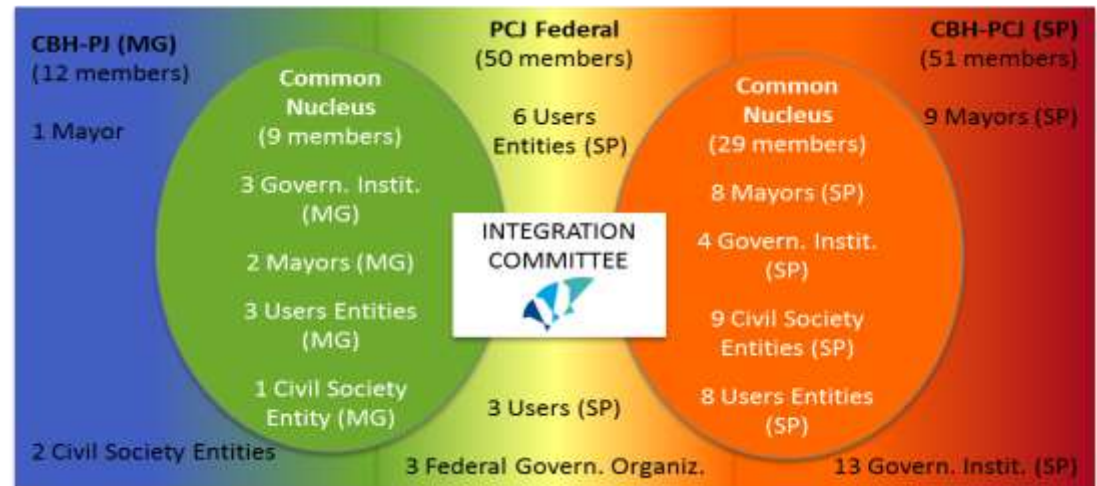 CBH-PJ (MG)
(12 members)
1 Mayor
2 Civil Society Entities
Common
Nucleus
(9 members)
3 Govern. Instit.
(MG)
2 Mayors (MG)
3 Users Entities
(MG)
1 Civil Society
Entity (MG)
PCJ Federal
(50 members)
6 Users
Entities (SP)
INTEGRATION
COMMITTEE
3 Users (SP)
3 Federal Govern. Organiz.
Common
Nucleus
(29 members)
8 Mayors (SP)
4 Govern. Instit.
(SP)
9 Civil Society
Entities (SP)
8 Users Entities
(SP)
CBH-PCJ (SP)
(51 members)
9 Mayors (SP)
13 Govern. Instit. (SP)